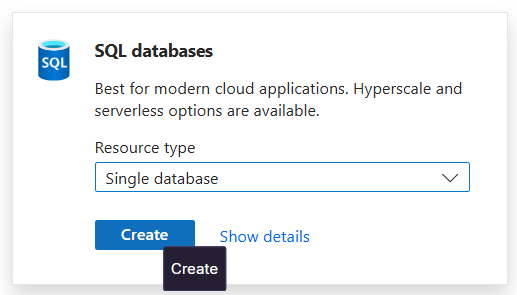 SQL
SQL databases
Best for modern cloud applications. Hyperscale and
serverless options are available.
Resource type
Single database
Create
Show details
Create